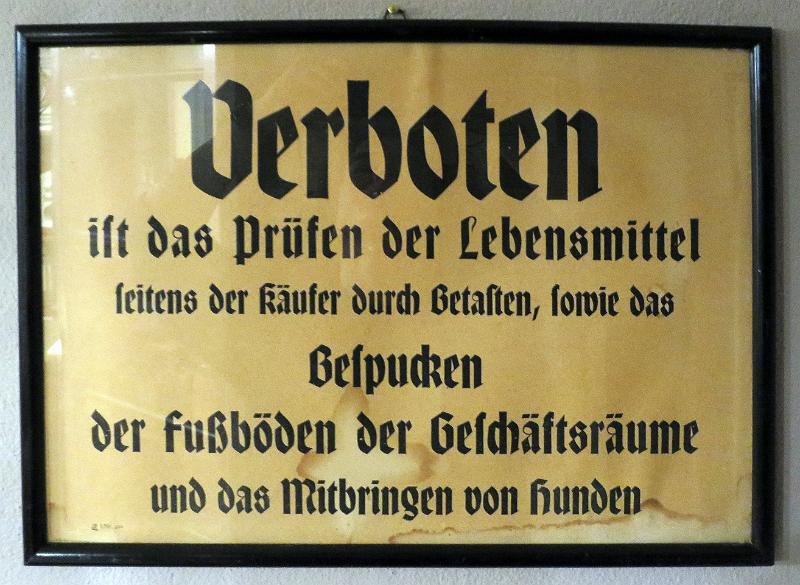 Verboten
iſt das Prüfen der Lebensmittel
ſeitens der Käufer durch Betaſten, ſowie das
Beſpucken
der Fußböden der Geſchäftsräume
und das Mitbringen von Hunden